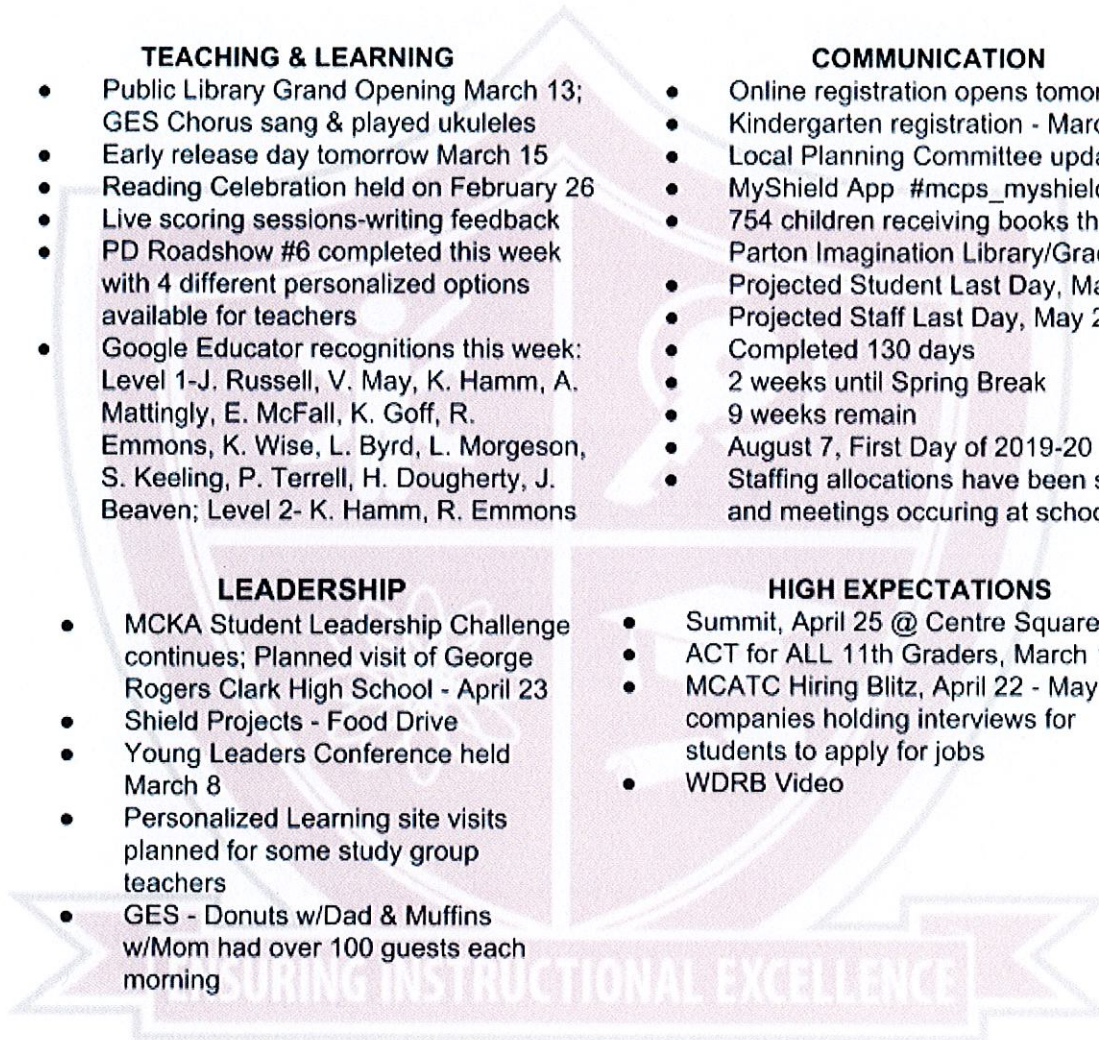 TEACHING & LEARNING
• Public Library Grand Opening March 13;
GES Chorus sang & played ukuleles
• Early release day tomorrow March 15
• Reading Celebration held on February 26
• Live scoring sessions-writing feedback
• PD Roadshow #6 completed this week
with 4 different personalized options
available for teachers
• Google Educator recognitions this week:
Level 1-J. Russell, V. May, K. Hamm, A.
Mattingly, E. McFall, K. Goff, R.
Emmons, K. Wise, L. Byrd, L. Morgeson,
S. Keeling, P. Terrell, H. Dougherty, J.
Beaven; Level 2- K. Hamm, R. Emmons
COMMUNICATION
• Online registration opens
• Kindergarten registration -
• Local Planning Committee
• MyShield App
• 754 children receiving books
Parton Imagination
• Projected Student Last Day,
• Projected Staff Last Day, May
• Completed 130 days
• 2 weeks until Spring Break
• 9 weeks remain
• August 7, First Day of 2019-20
• Staffing allocations have been
and meetings occuring at
LEADERSHIP
• MCKA Student Leadership Challenge
continues; Planned visit of George
Rogers Clark High School - April 23
• Shield Projects - Food Drive
• Young Leaders Conference held
March 8
• Personalized Learning site visits
planned for some study group
teachers
• GES - Donuts w/Dad & Muffins
w/Mom had over 100 guests each
morning
HIGH EXPECTATIONS
• Summit, April 25 @ Centre Square
• ACT for ALL 11th Graders, March
• MCATC Hiring Blitz, April 22 - May
companies holding interviews for
students to apply for jobs
• WDRB Video
ENSURING INSTRUCTIONAL EXCELLENCE